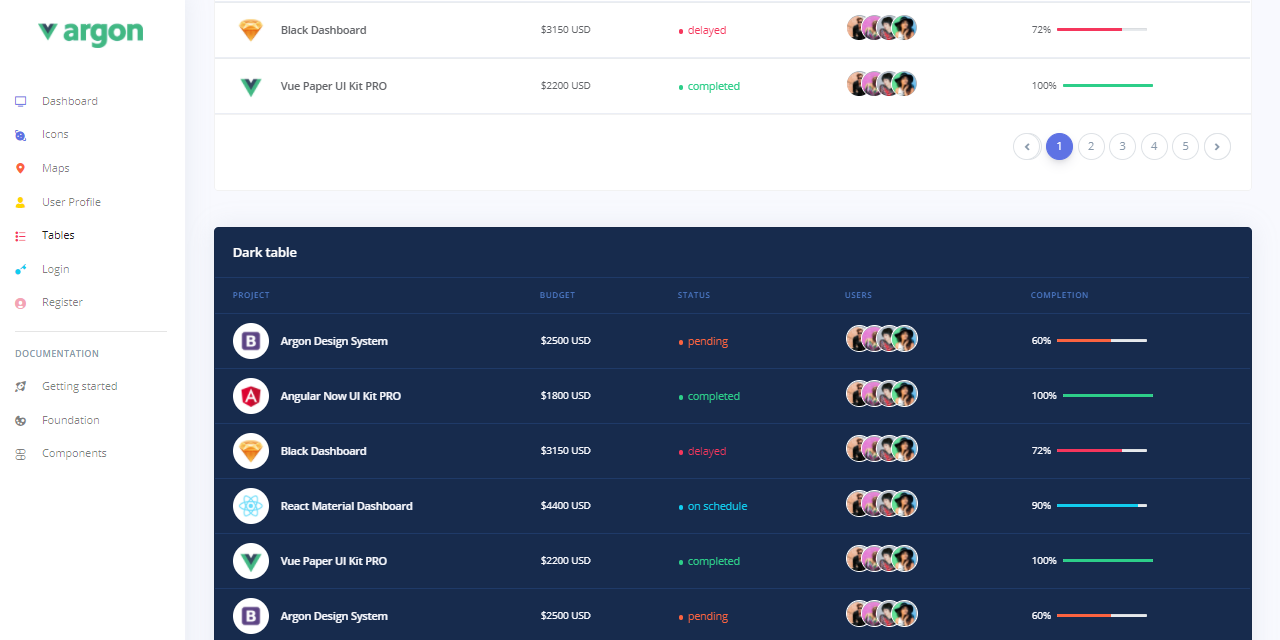 argon
Dashboard
Icons
Maps
User Profile
Tables
Login
Register
DOCUMENTATION
Getting started
Foundation
Components
Black Dashboard $3150 USD delayed 72%
Vue Paper UI Kit PRO $2200 USD completed 100%
1 2 3 4 5
Dark table
PROJECT BUDGET STATUS USERS COMPLETION
B Argon Design System $2500 USD pending 60%
A Angular Now UI Kit PRO $1800 USD completed 100%
Black Dashboard $3150 USD delayed 72%
React Material Dashboard $4400 USD on schedule 90%
Vue Paper UI Kit PRO $2200 USD completed 100%
B Argon Design System $2500 USD pending 60%